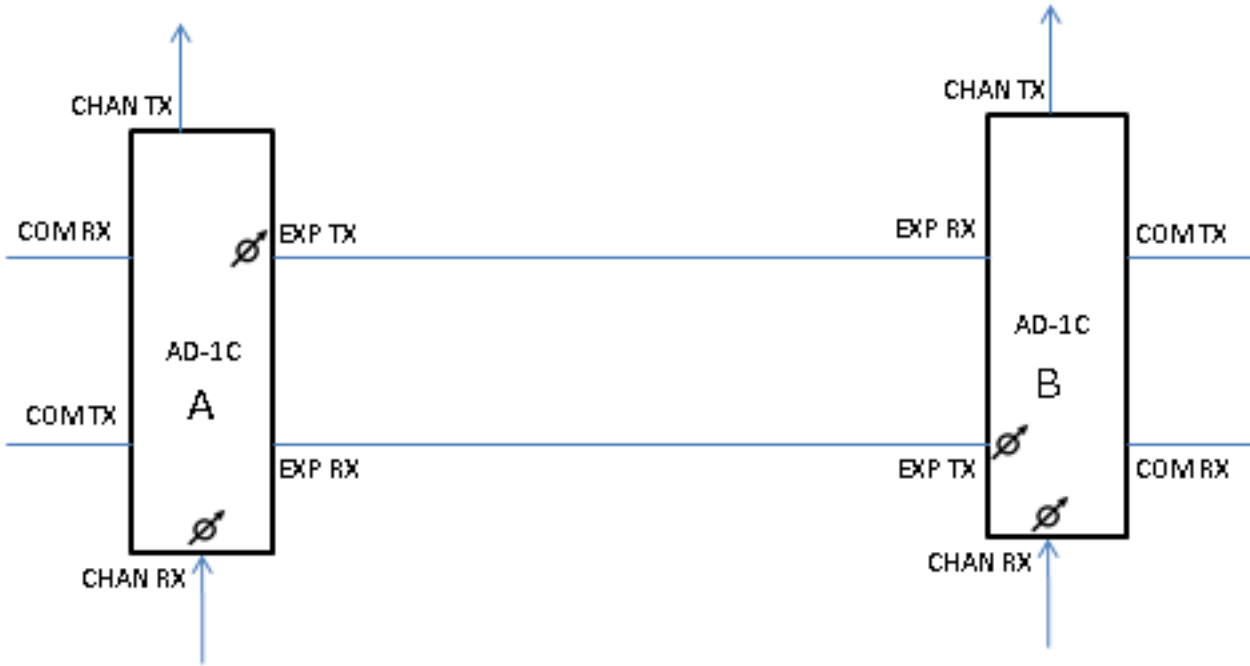 CHAN TX
CHAN TX
COM RX
EXP TX
EXP RX
COM TX
AD-1C
A
AD-1C
B
COM TX
EXP RX
EXP TX
COM RX
CHAN RX
CHAN RX